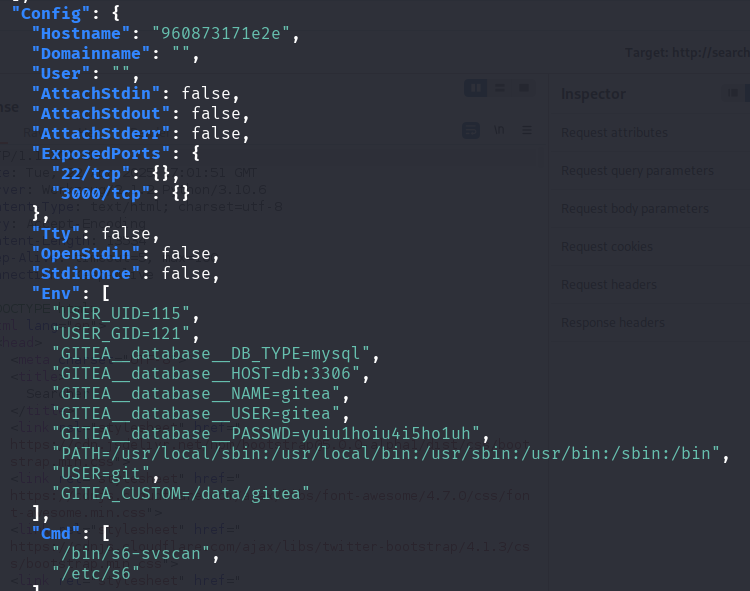 "Config": {
"Hostname": "960873171e2e",
"Domainname": "",
"User": "",
"AttachStdin": false,
"AttachStdout": false,
"AttachStderr": false,
"ExposedPorts": {
"22/tcp": {},
"3000/tcp": {}
},
"Tty": false,
"OpenStdin": false,
"StdinOnce": false,
"Env": [
"USER_UID=115",
"USER_GID=121",
"GITEA__database__DB_TYPE=mysql",
"GITEA__database__HOST=db:3306",
"GITEA__database__NAME=gitea",
"GITEA__database__USER=gitea",
"GITEA__database__PASSWD=yuiu1hoiu4i5ho1uh",
"PATH=/usr/local/sbin:/usr/local/bin:/usr/sbin:/usr/bin:/sbin:/bin",
"USER=git",
"GITEA_CUSTOM=/data/gitea"
],
"Cmd": [
"/bin/s6-svscan",
"/etc/s6"
Target: http://search
Inspector
Request attributes
Request query parameters
Request body parameters
Request cookies
Request headers
Response headers